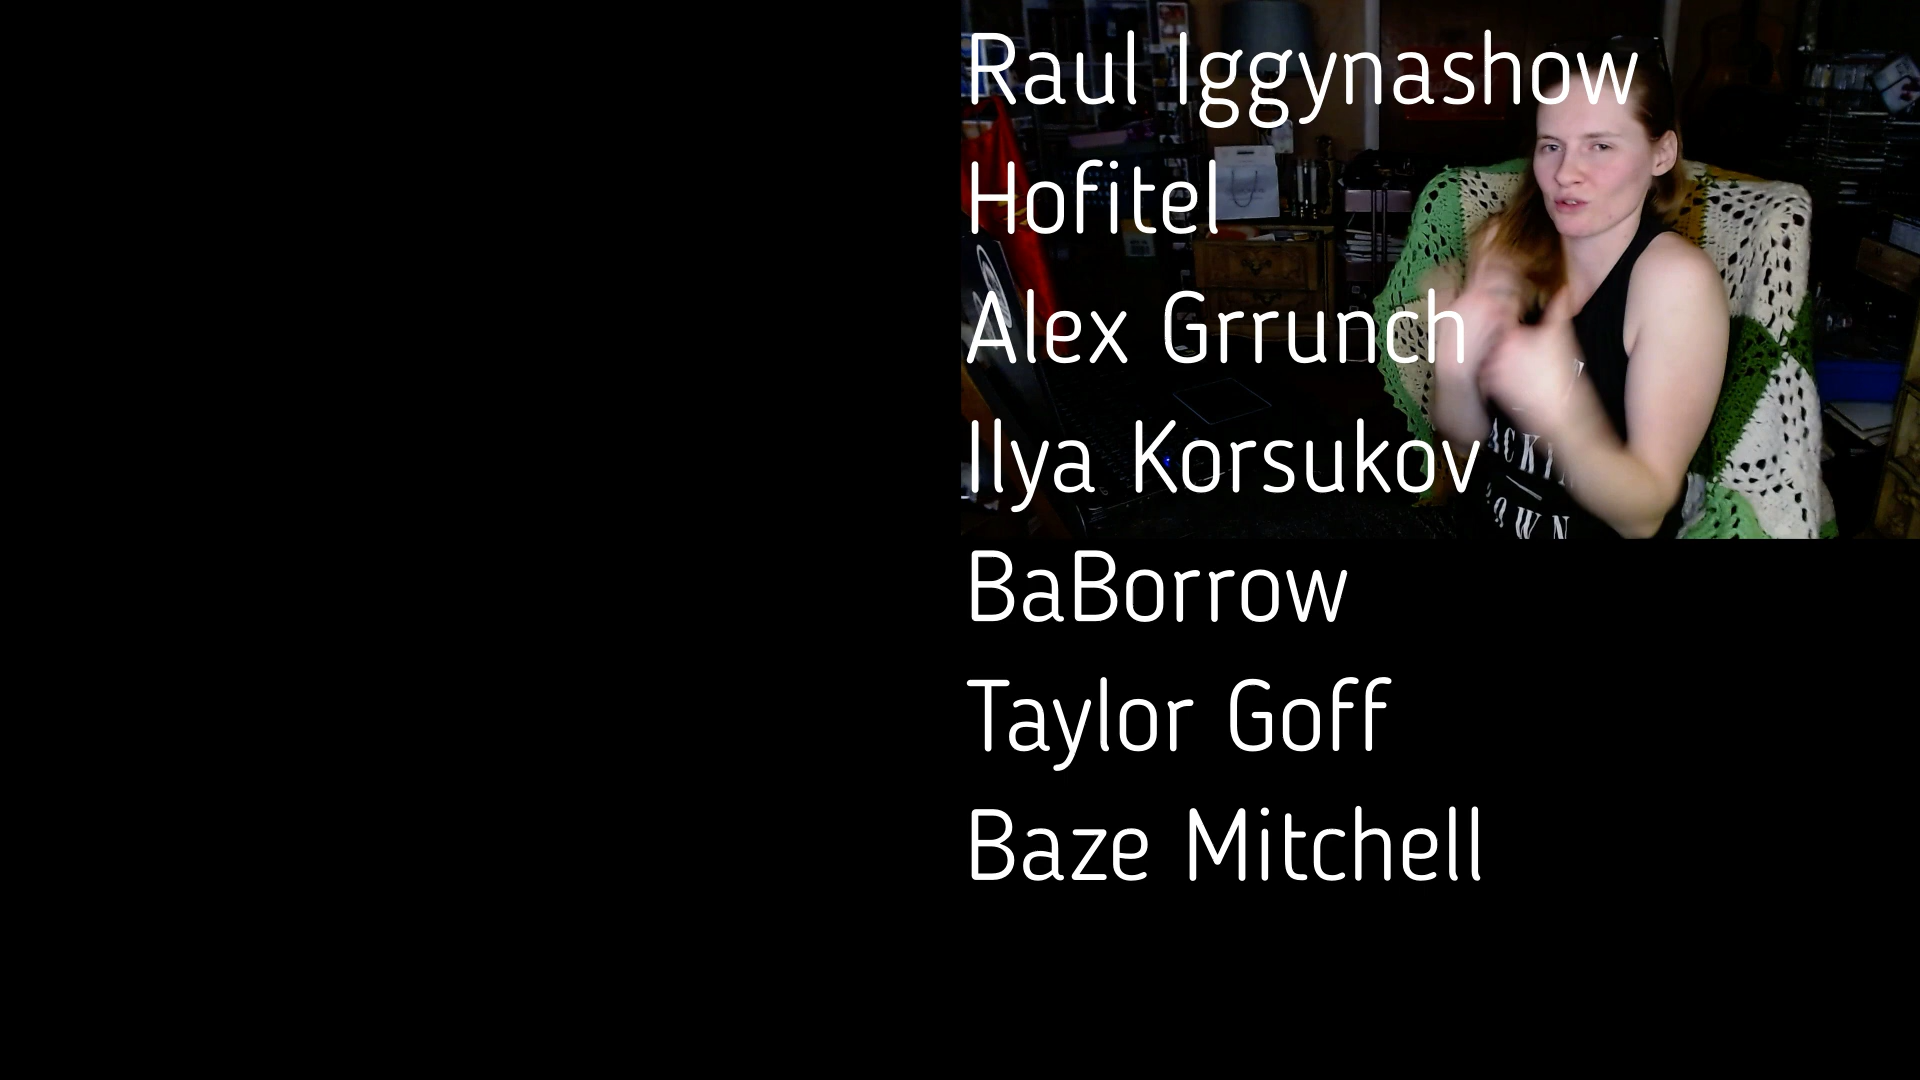 Raul Iggynashow
Hofitel
Alex Grrunch
Ilya Korsukov
BaBorrow
Taylor Goff
Baze Mitchell